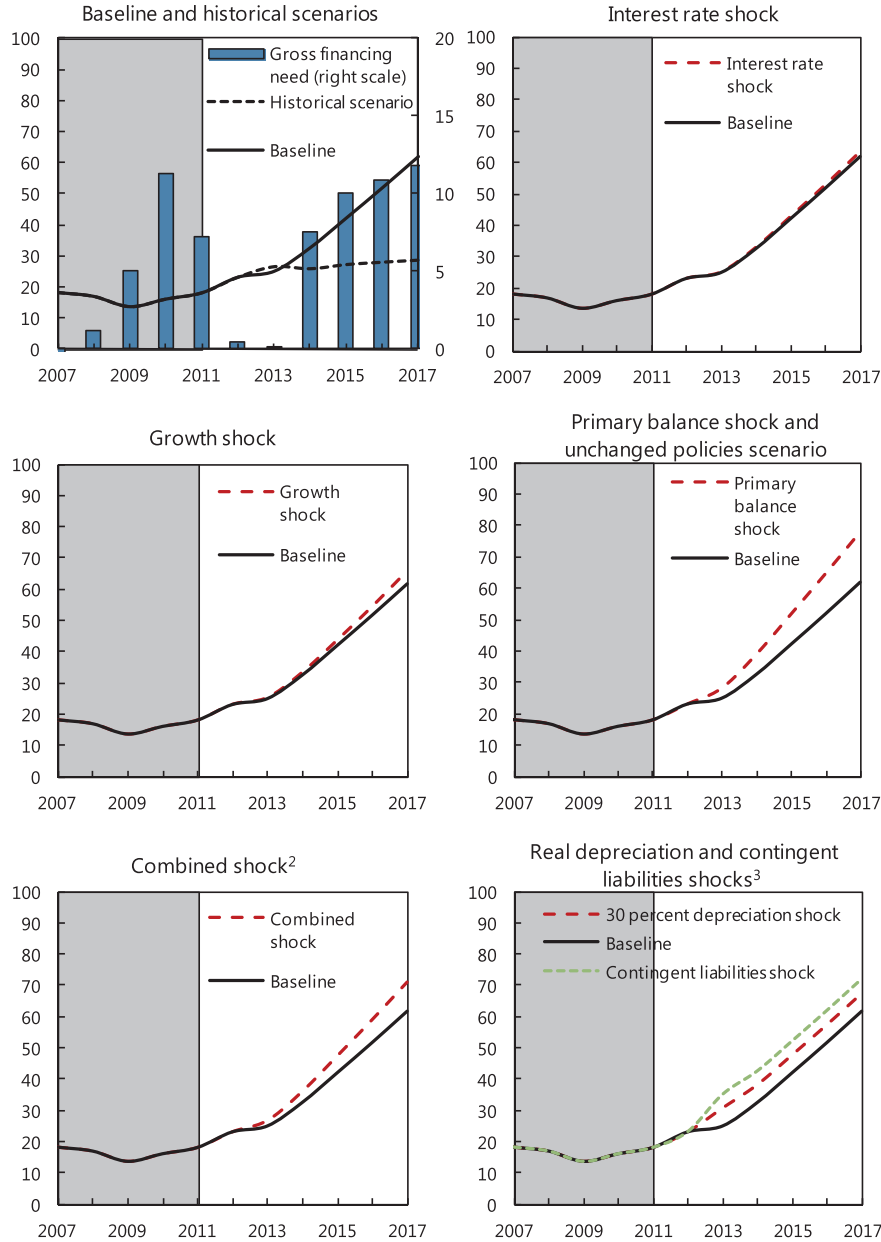 Baseline and historical scenarios
100
90
80
70
60
50
40
30
20
10
0
20
15
10
5
0
Gross financing
need (right scale)
Historical scenario
Baseline
2007 2009 2011 2013 2015 2017
Interest rate shock
100
90
80
70
60
50
40
30
20
10
0
Interest rate
shock
Baseline
2007 2009 2011 2013 2015 2017
Growth shock
100
90
80
70
60
50
40
30
20
10
0
Growth
shock
Baseline
2007 2009 2011 2013 2015 2017
Primary balance shock and
unchanged policies scenario
100
90
80
70
60
50
40
30
20
10
0
Primary
balance
shock
Baseline
2007 2009 2011 2013 2015 2017
Combined shock²
100
90
80
70
60
50
40
30
20
10
0
Combined
shock
Baseline
2007 2009 2011 2013 2015 2017
Real depreciation and contingent
liabilities shocks³
100
90
80
70
60
50
40
30
20
10
0
30 percent depreciation shock
Baseline
Contingent liabilities shock
2007 2009 2011 2013 2015 2017